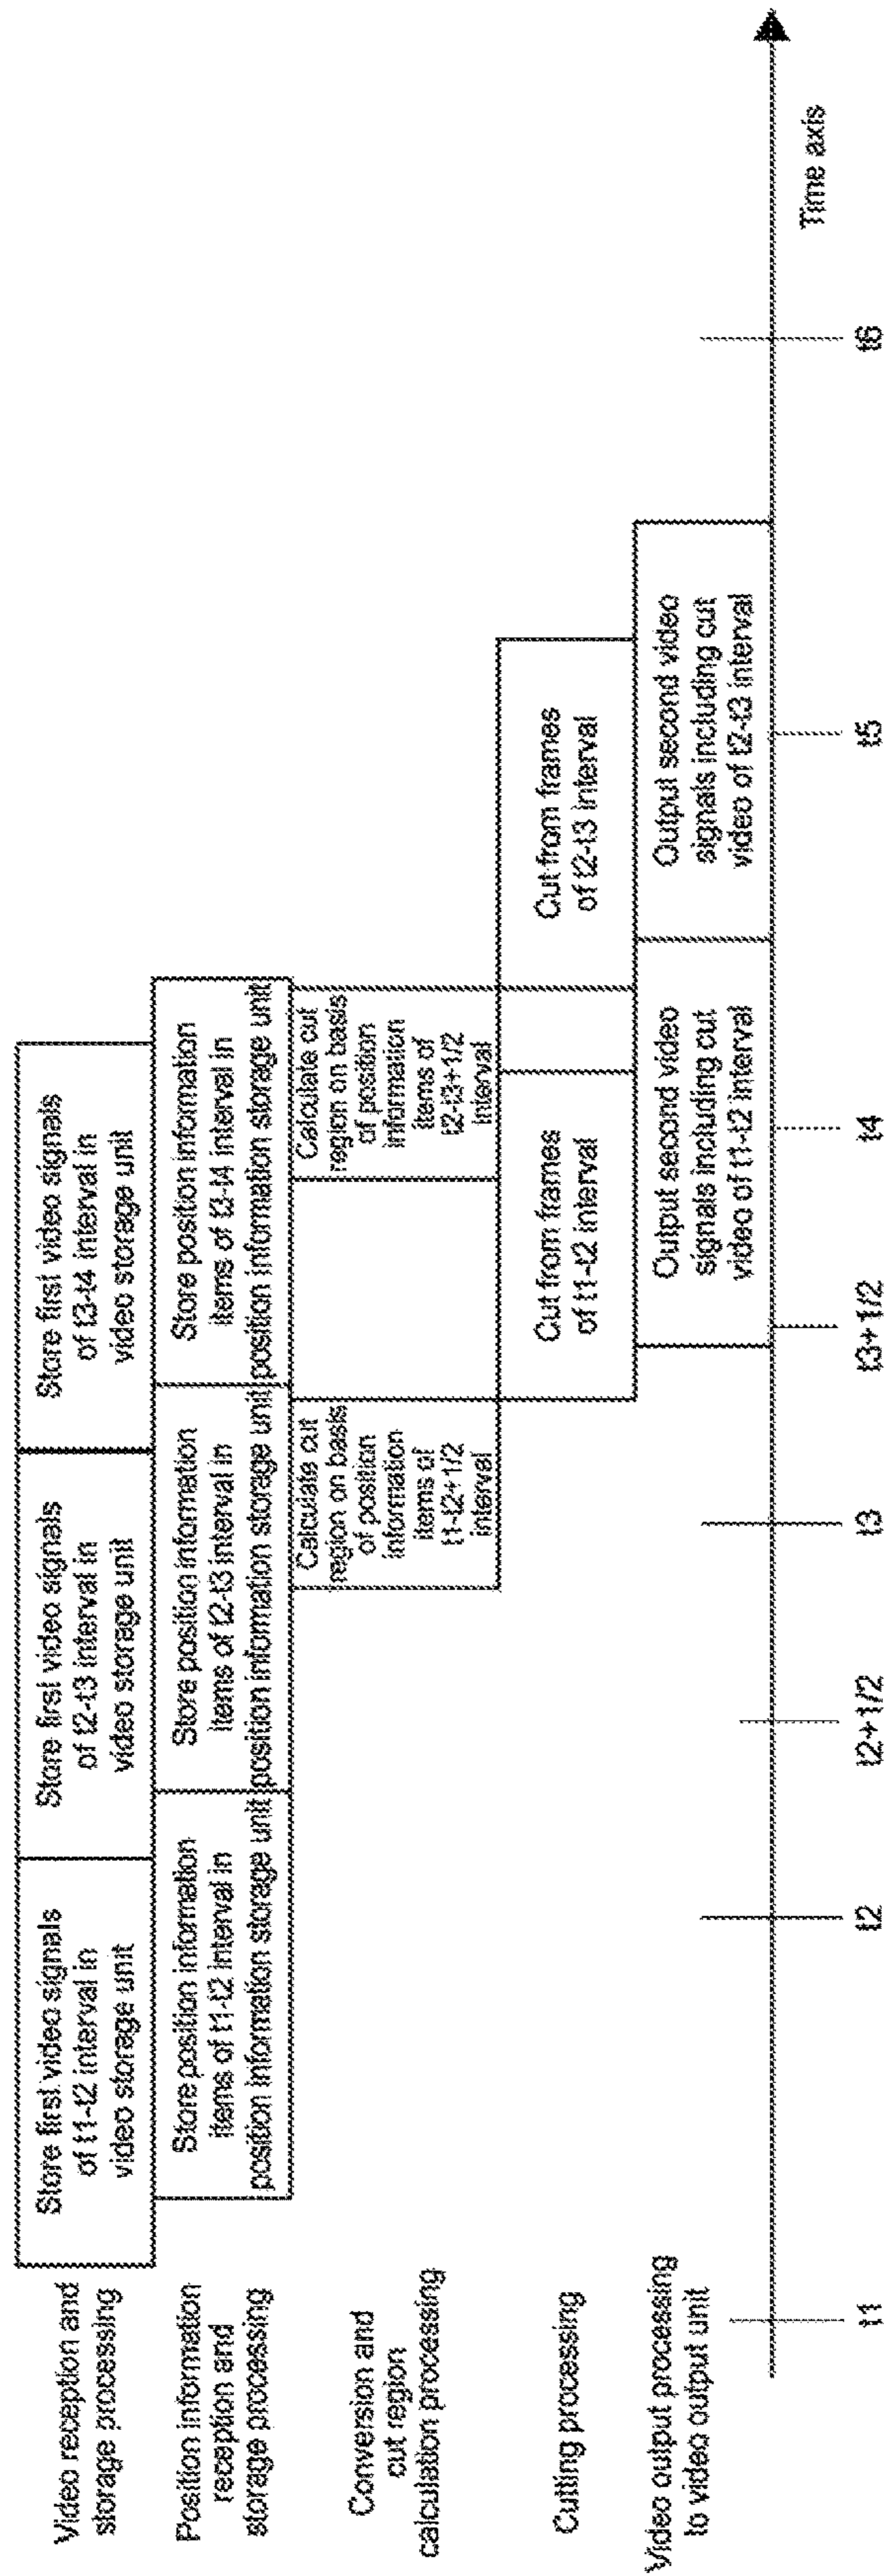 Video reception and
storage processing
Store first video signals
of t1-t2 interval in
video storage unit
Store first video signals
of t2-t3 interval in
video storage unit
Store first video signals
of t3-t4 interval in
video storage unit
Position information
reception and
storage processing
Store position information
items of t1-t2 interval in
position information storage unit
Store position information
items of t2-t3 interval in
position information storage unit
Store position information
items of t3-t4 interval in
position information storage unit
Conversion and
cut region
calculation processing
Calculate cut
region on basis
of position
information
items of
t1-t2+1/2
interval
Calculate cut
region on basis
of position
information
items of
t2-t3+1/2
interval
Cutting processing
Cut from frames
of t1-t2 interval
Cut from frames
of t2-t3 interval
Video output processing
to video output unit
Output second video
signals including cut
video of t1-t2 interval
Output second video
signals including cut
video of t2-t3 interval
Time axis
t1
t2
t2+1/2
t3
t3+1/2
t4
t5
t6